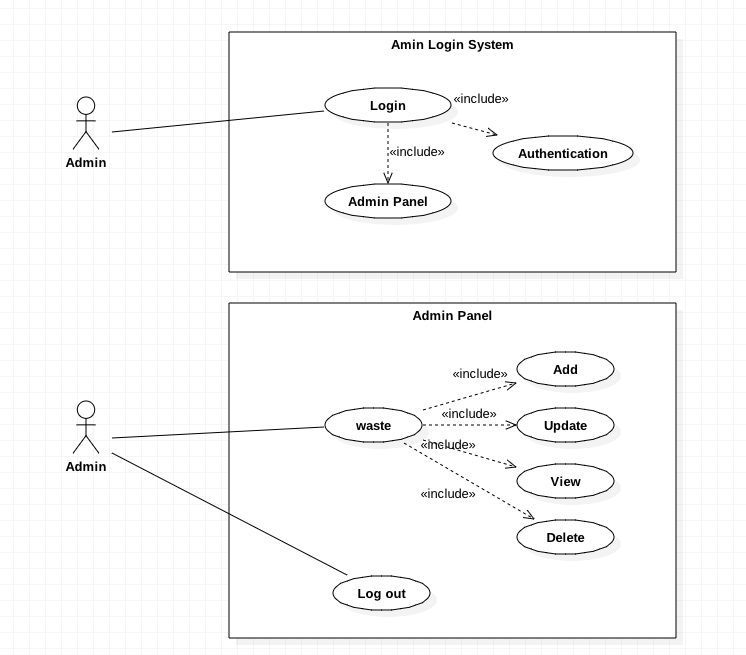 Amin Login System
Login
«include»
«include»
Authentication
Admin
Admin Panel
Admin Panel
Add
«include»
«include»
waste
Update
«include»
Admin
View
«include»
Delete
Log out